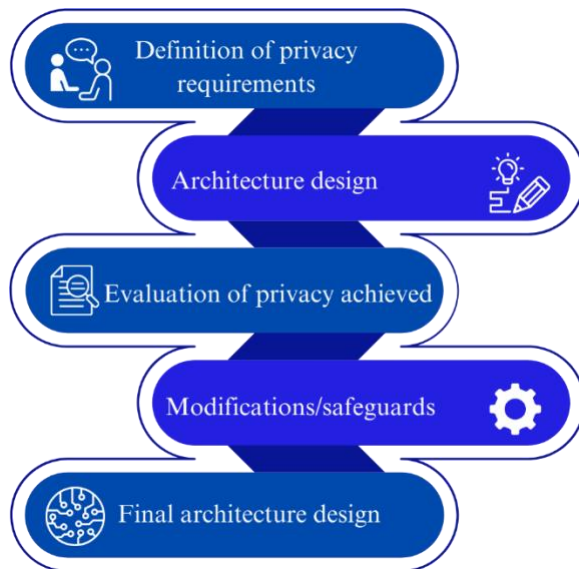 Definition of privacy
requirements
Architecture design
Evaluation of privacy achieved
Modifications/safeguards
Final architecture design